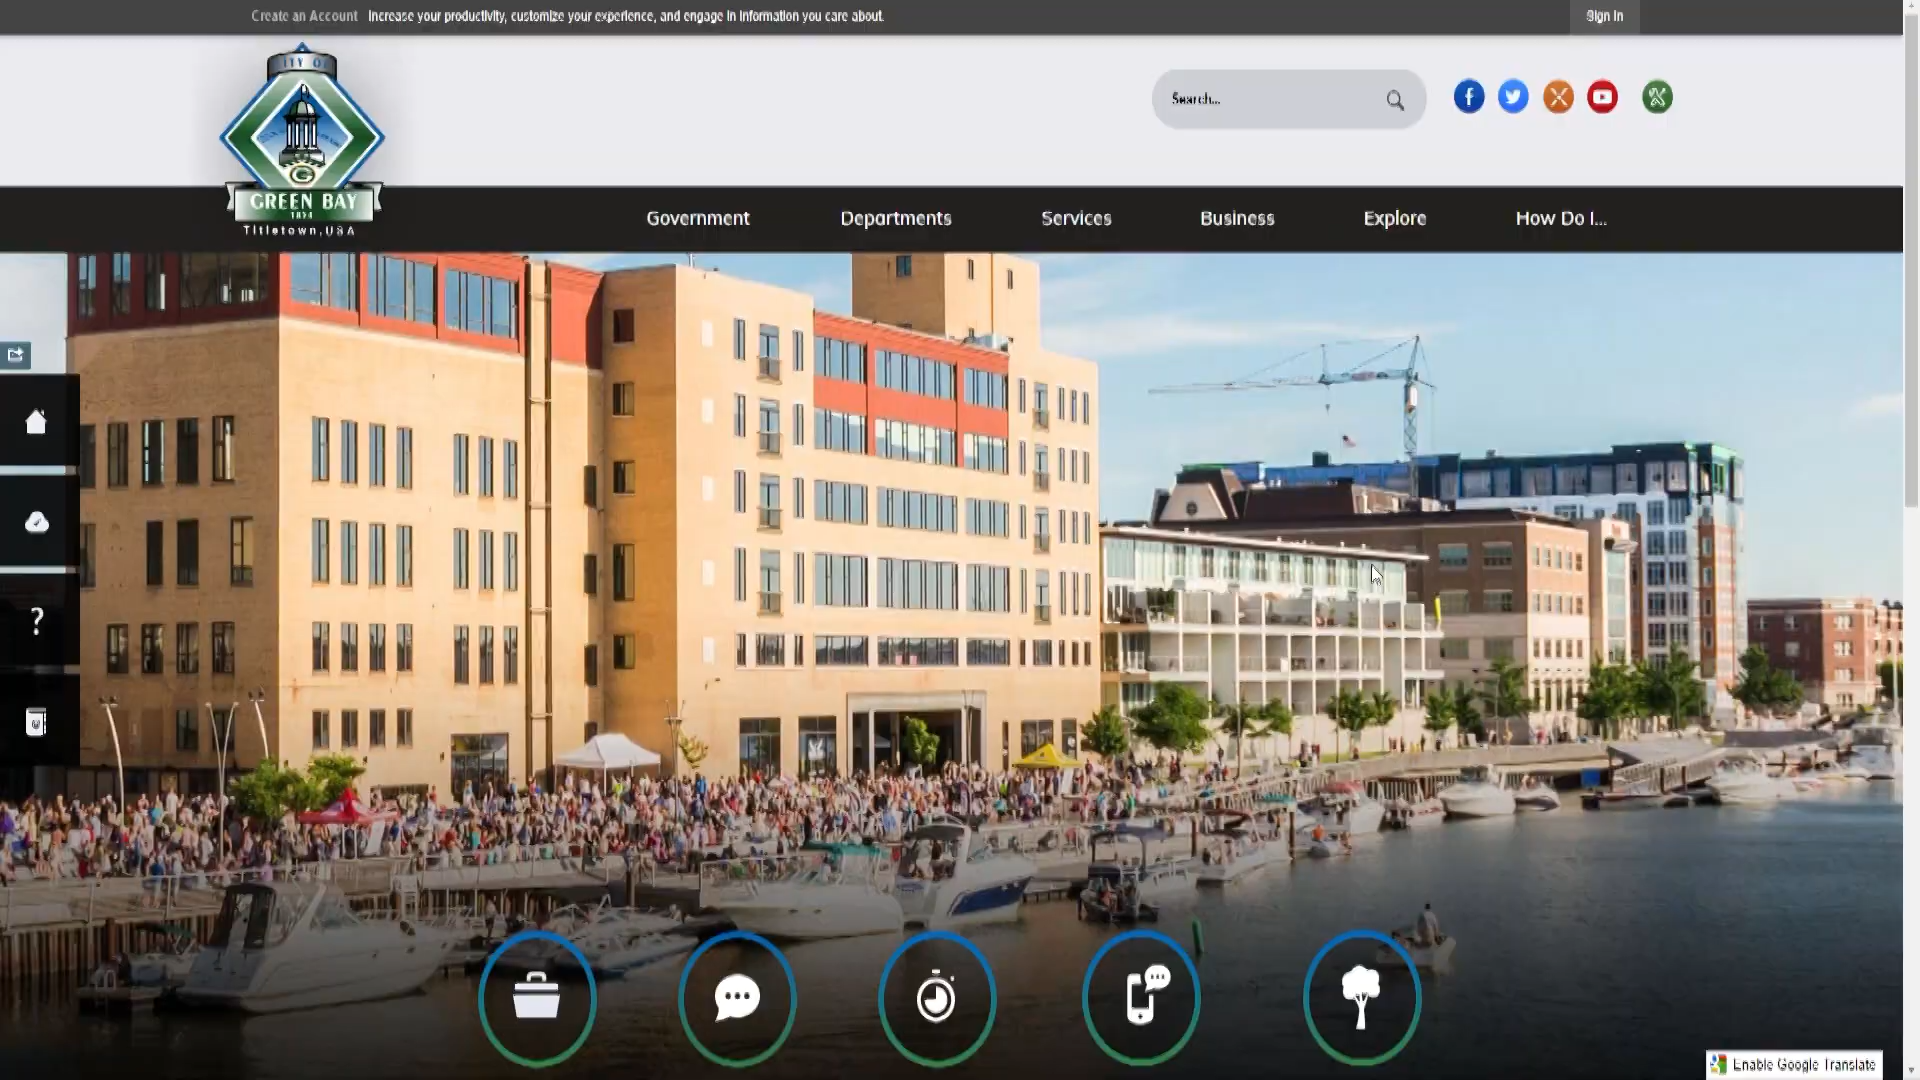 Create an Account Increase your productivity, customize your experience, and engage in information you care about.
Sign In
CITY OF
G
GREEN BAY
1854
Titletown, USA
Search...
Government
Departments
Services
Business
Explore
How Do I...
?
Enable Google Translate